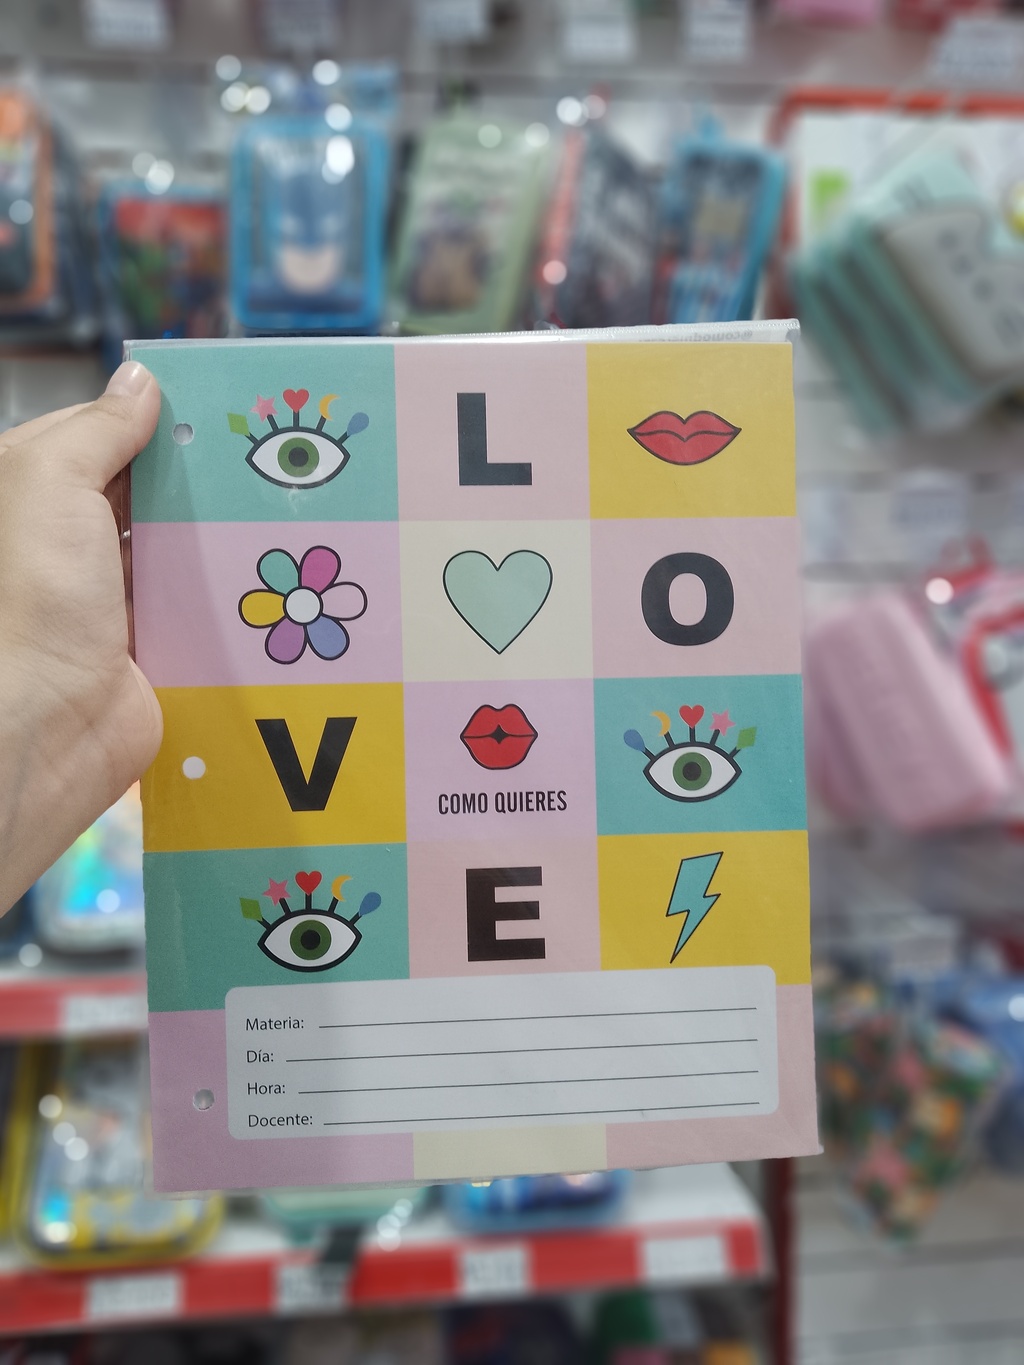 L
O
V
COMO QUIERES
E
Materia:
Día:
Hora:
Docente: